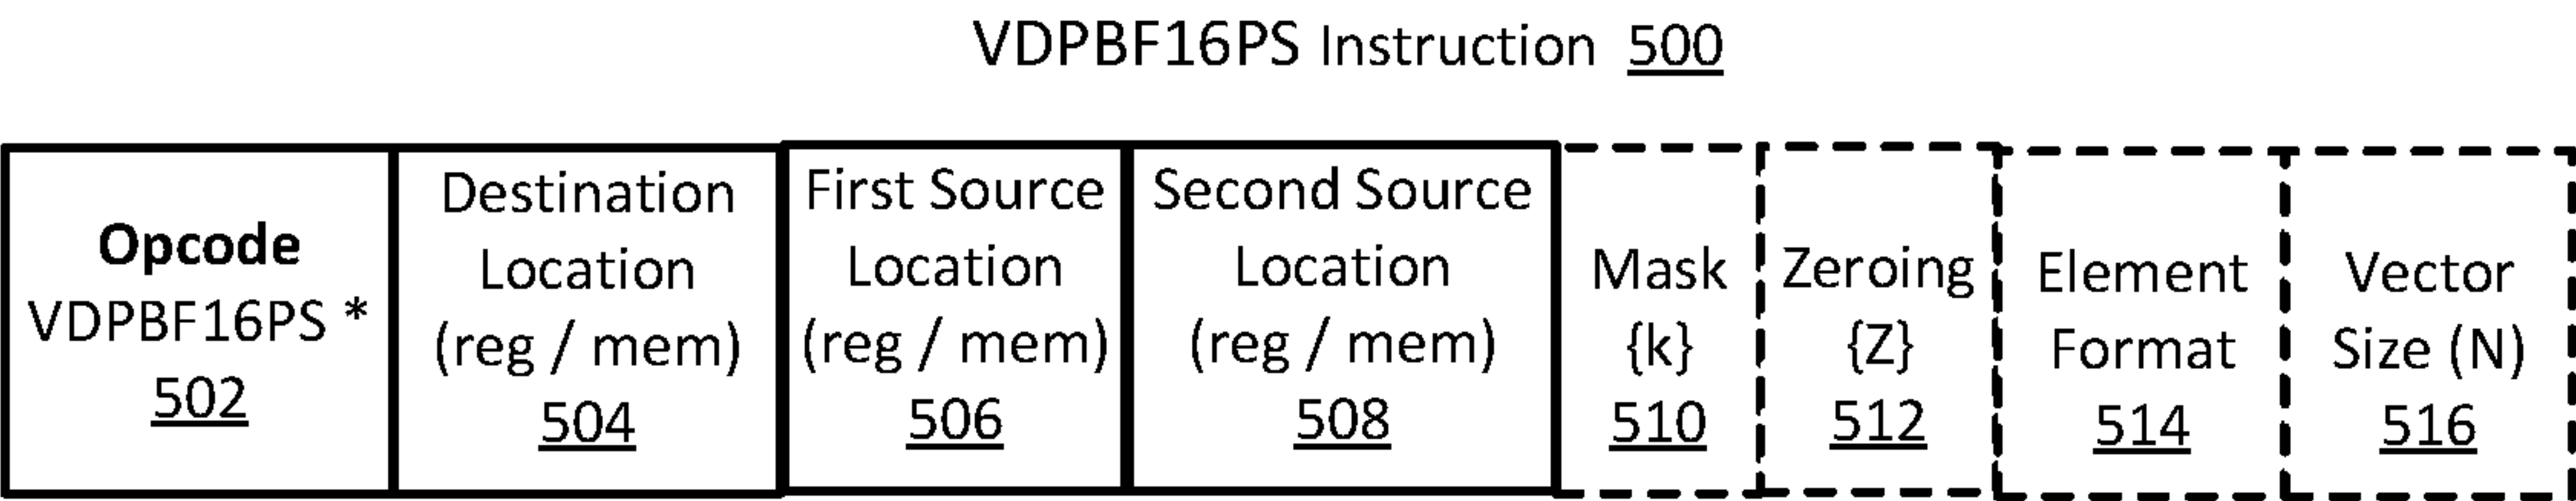 VDPBF16PS Instruction 500
Opcode
VDPBF16PS *
502
Destination
Location
(reg / mem)
504
First Source
Location
(reg / mem)
506
Second Source
Location
(reg / mem)
508
Mask
{k}
510
Zeroing
{Z}
512
Element
Format
514
Vector
Size (N)
516